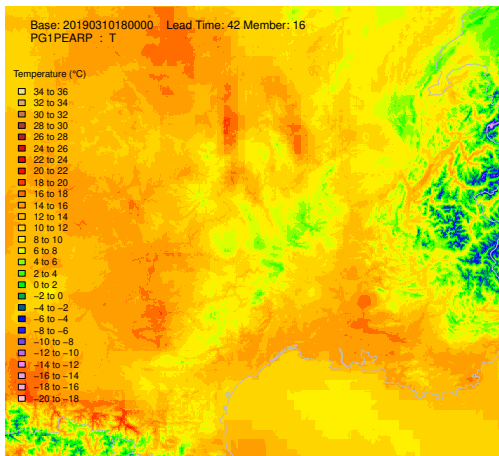 Base: 20190310180000   Lead Time: 42 Member: 16
PG1PEARP  :  T
Temperature (°C)
34 to 36
32 to 34
30 to 32
28 to 30
26 to 28
24 to 26
22 to 24
20 to 22
18 to 20
16 to 18
14 to 16
12 to 14
10 to 12
8 to 10
6 to 8
4 to 6
2 to 4
0 to 2
−2 to 0
−4 to −2
−6 to −4
−8 to −6
−10 to −8
−12 to −10
−14 to −12
−16 to −14
−18 to −16
−20 to −18